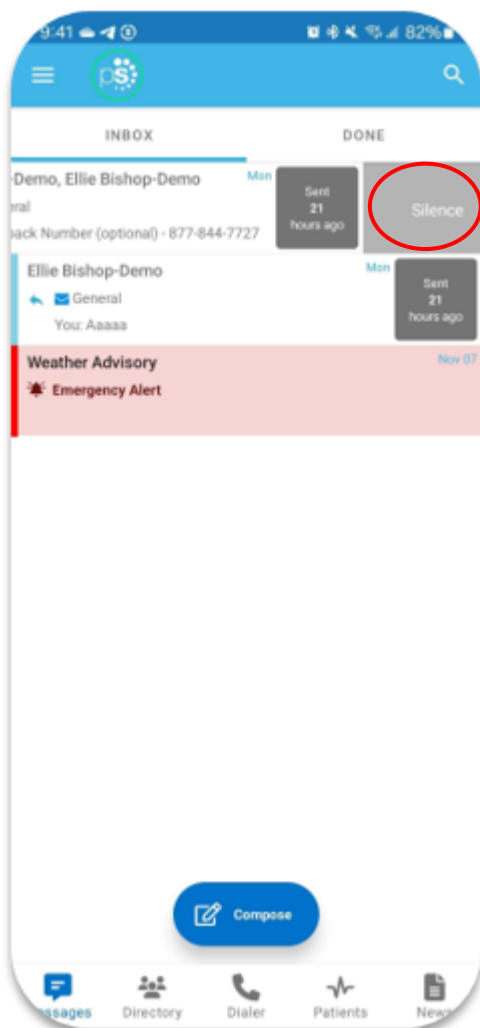 9:41
82%
pS
INBOX
DONE
-Demo, Ellie Bishop-Demo
Mon
Sent
21
hours ago
Silence
eral
back Number (optional) - 877-844-7727
Ellie Bishop-Demo
Mon
Sent
21
hours ago
General
You: Aaaaa
Weather Advisory
Nov 07
Emergency Alert
Compose
ssages
Directory
Dialer
Patients
News